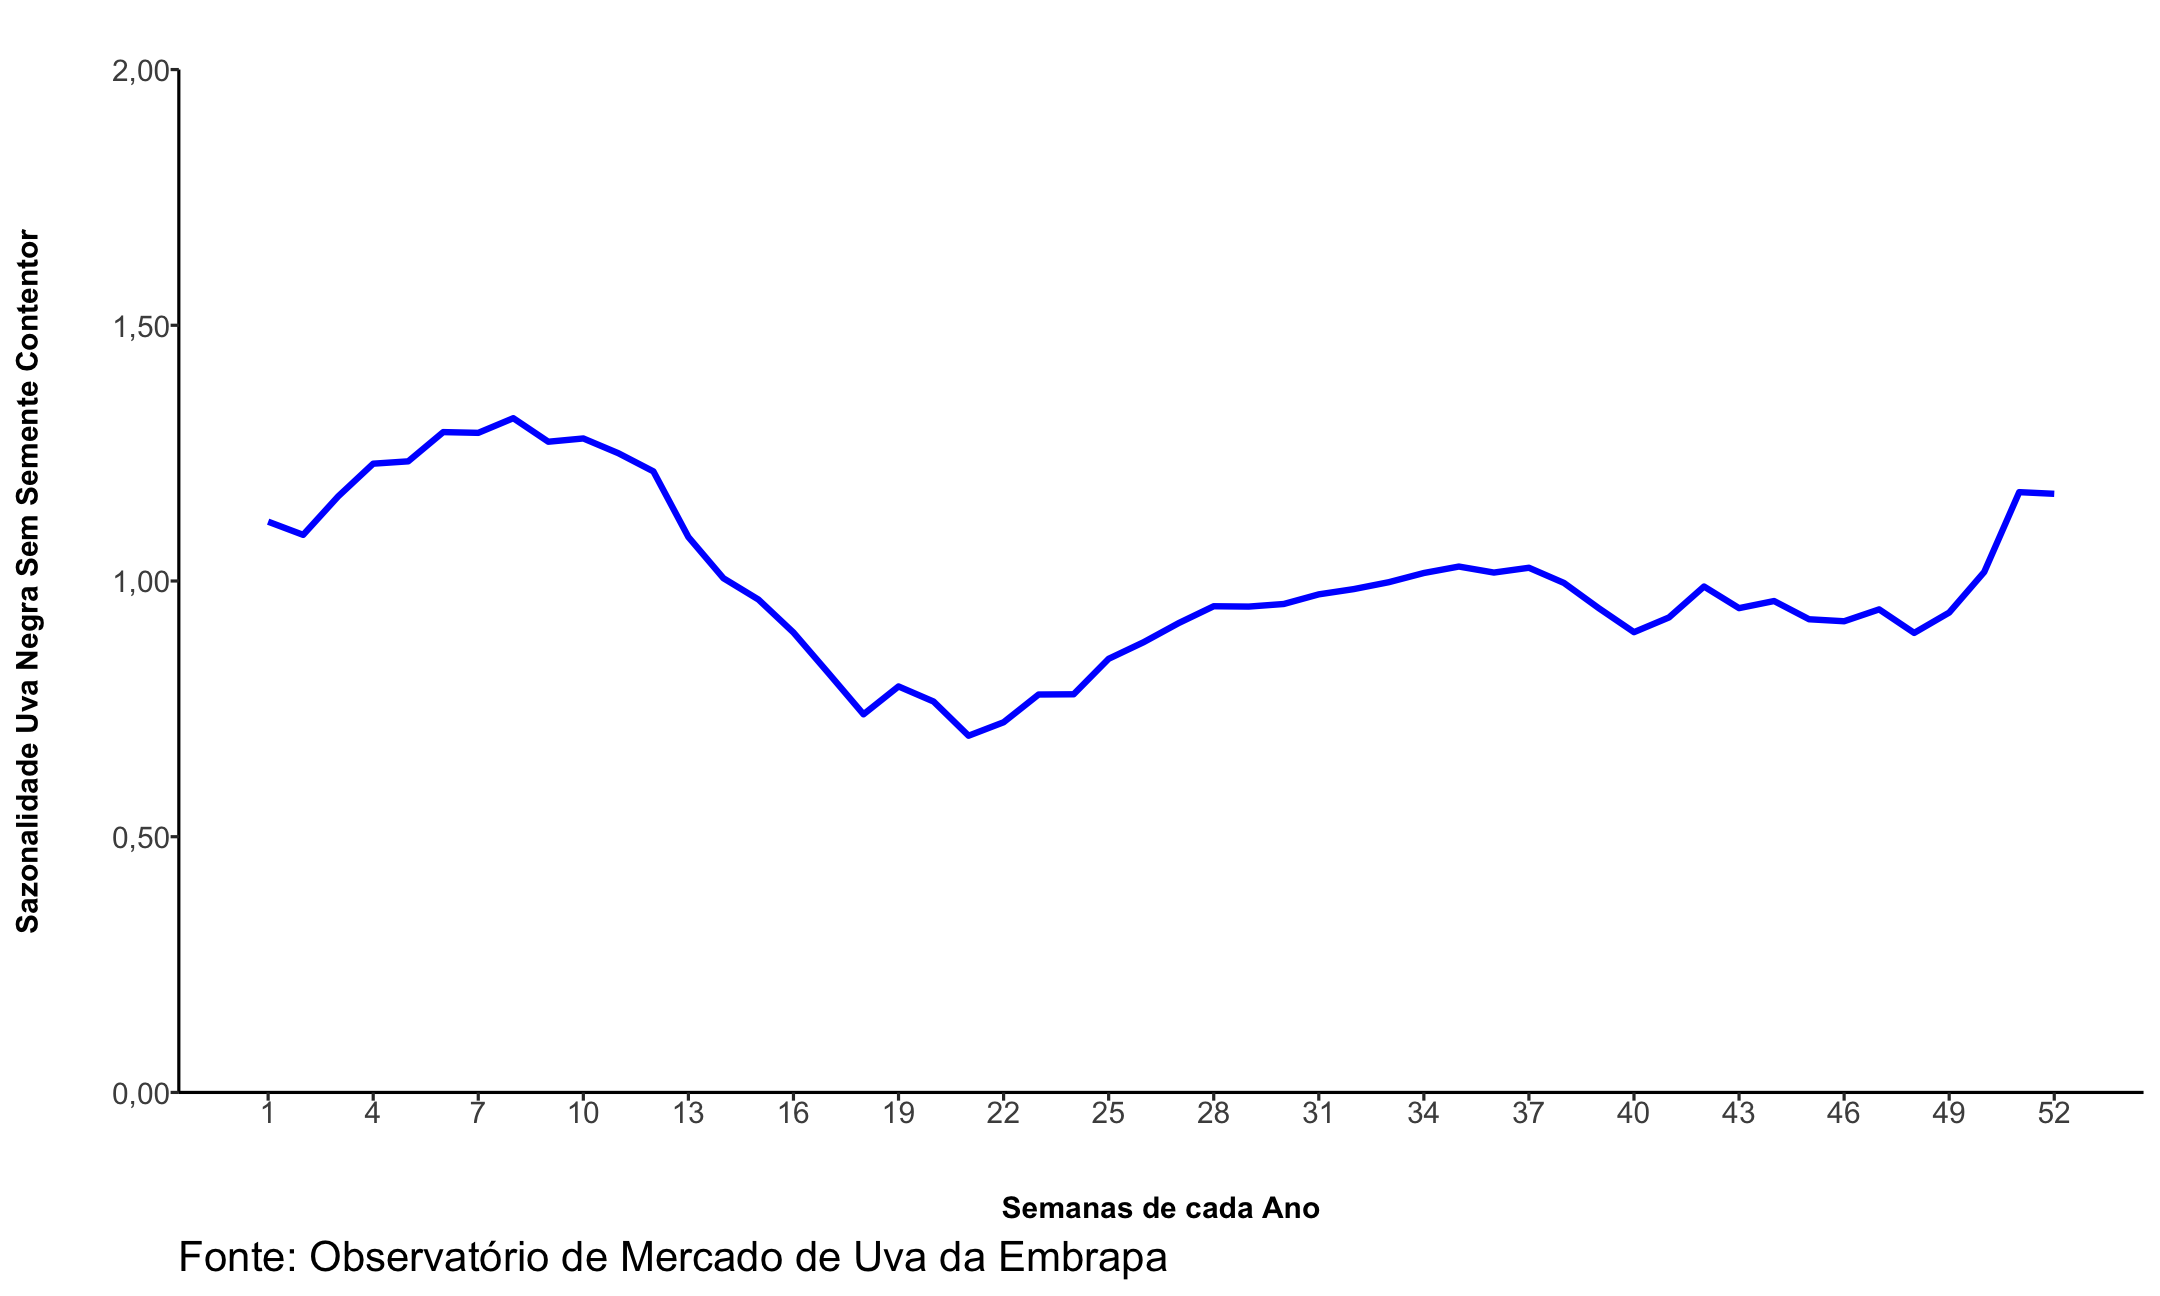 2,00
1,50
1,00
0,50
0,00
Sazonalidade Uva Negra Sem Semente Contentor
1 4 7 10 13 16 19 22 25 28 31 34 37 40 43 46 49 52
Semanas de cada Ano
Fonte: Observatório de Mercado de Uva da Embrapa